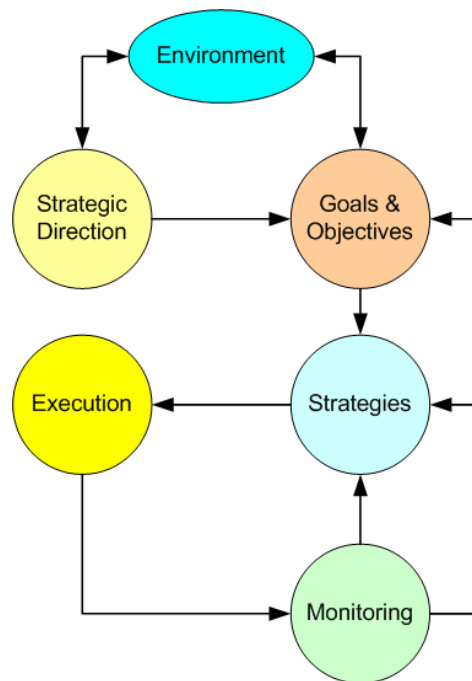 Environment
Strategic
Direction
Goals &
Objectives
Execution
Strategies
Monitoring